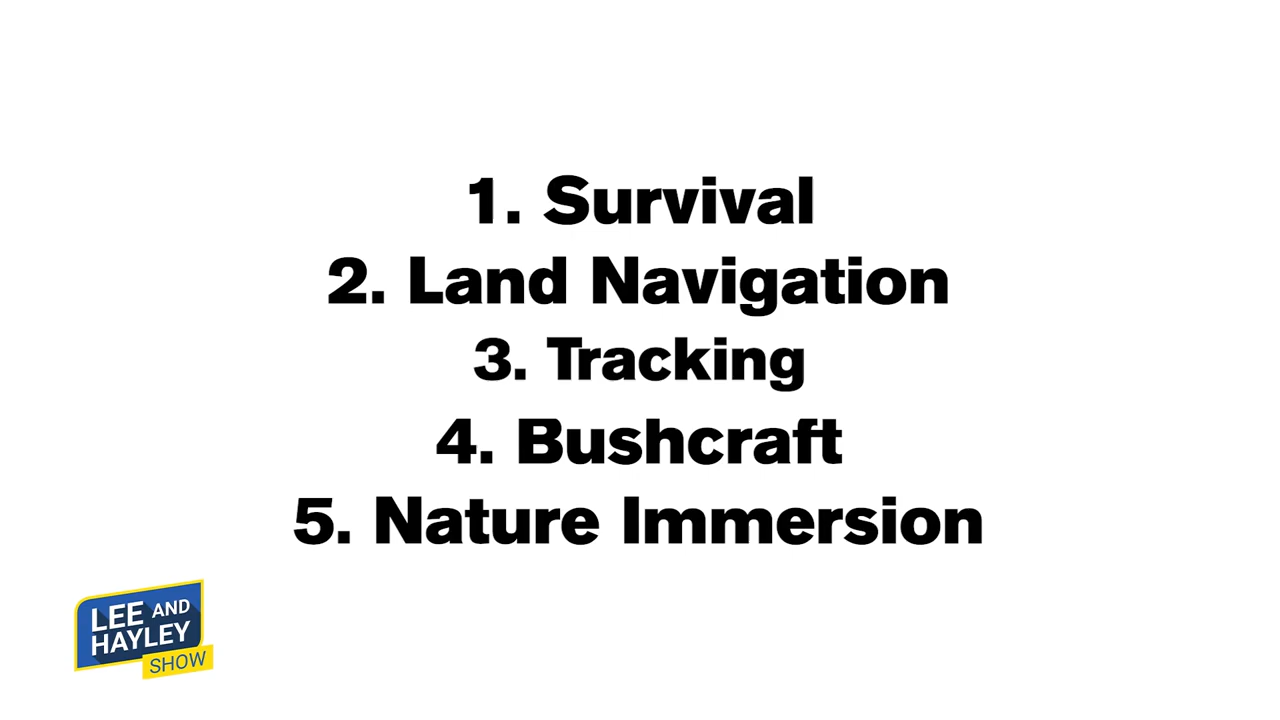 1. Survival
2. Land Navigation
3. Tracking
4. Bushcraft
5. Nature Immersion
LEE AND
HAYLEY
SHOW